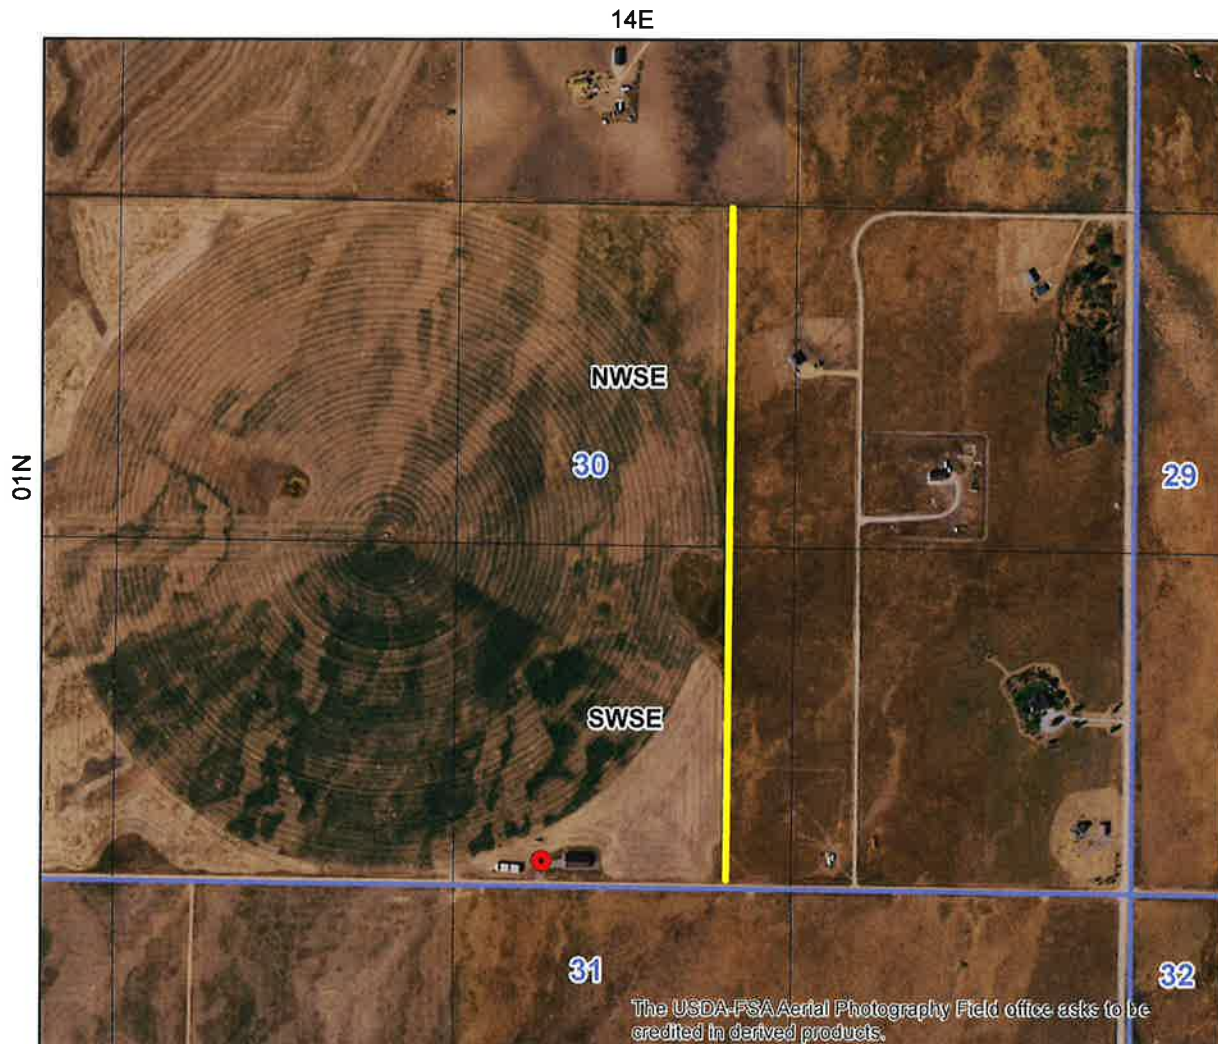 14E
01N
NWSE
30
29
SWSE
31
32
The USDA-FSA Aerial Photography Field office asks to be
credited in derived products.